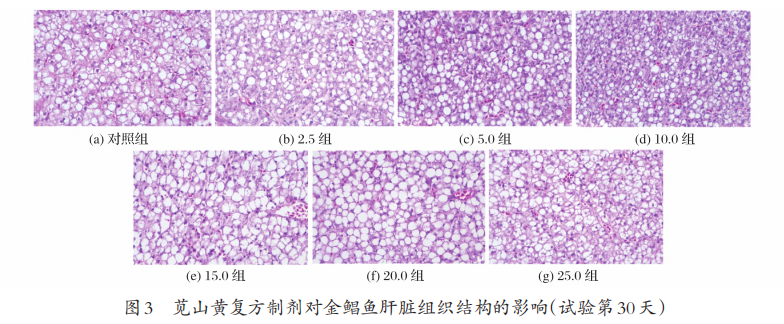 (a) 对照组 (b) 2.5 组 (c) 5.0 组 (d) 10.0 组
(e) 15.0 组 (f) 20.0 组 (g) 25.0 组
图 3 苋山黄复方制剂对金鲳鱼肝脏组织结构的影响(试验第 30 天)